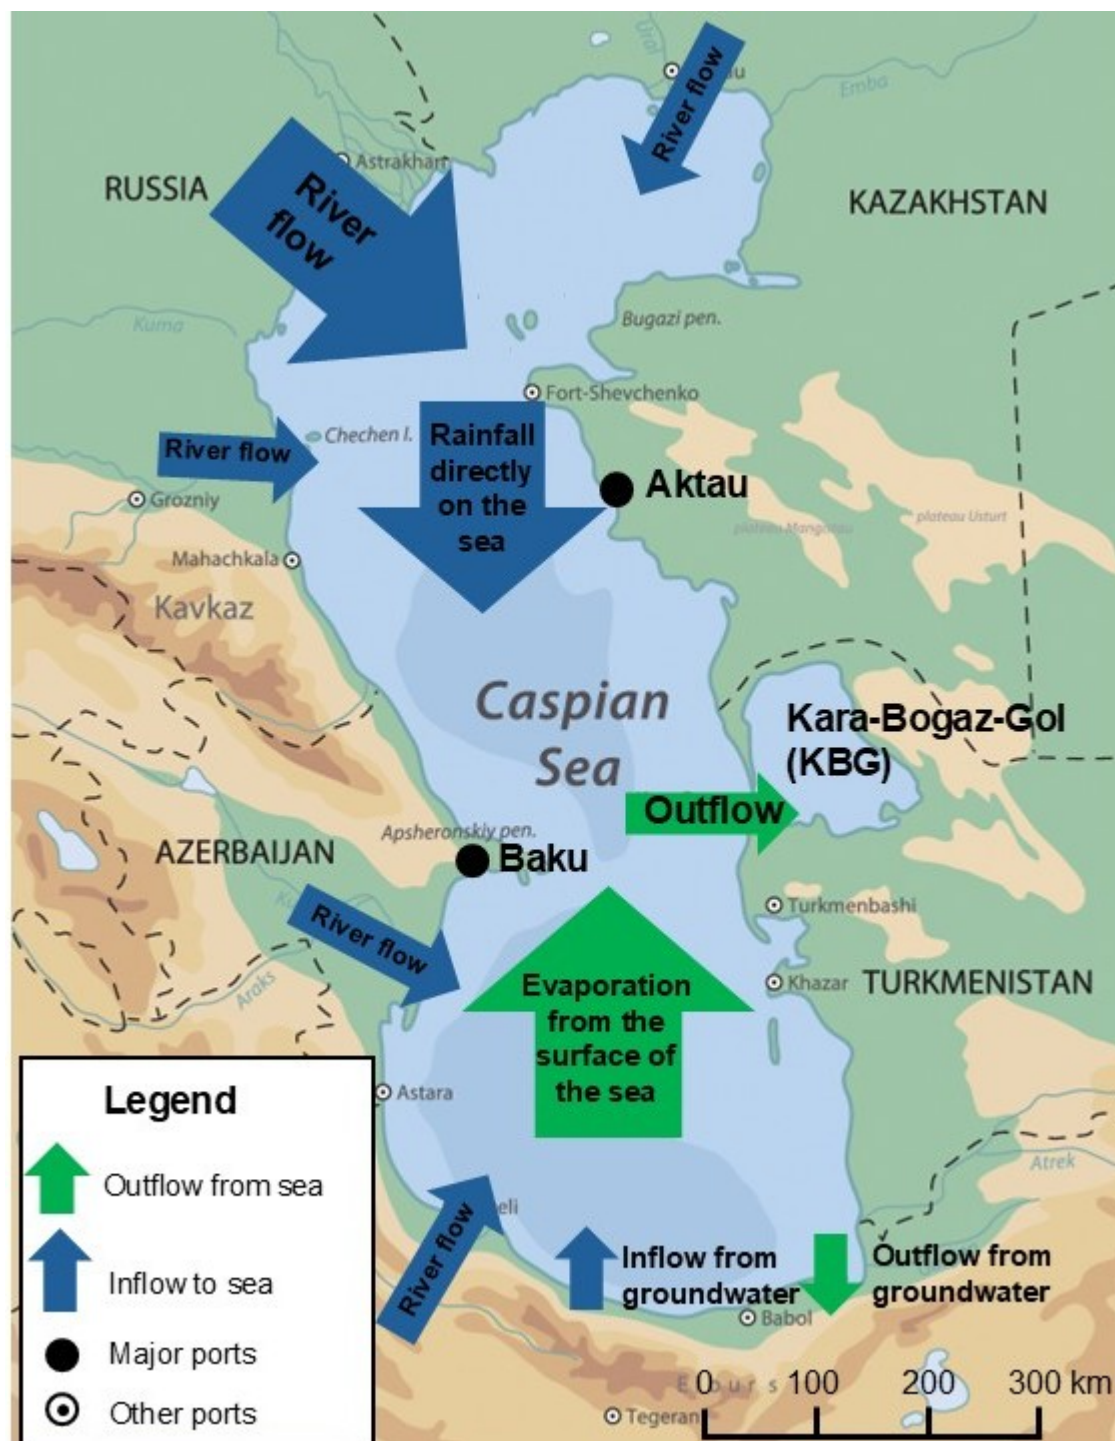 Ural
River flow
Emba
Astrakhan
RUSSIA
KAZAKHSTAN
River
flow
Kuma
Bugazi pen.
Fort-Shevchenko
River flow
Chechen I.
Rainfall
directly
on the
sea
Aktau
Grozniy
plateau Mangistau
plateau Usturt
Mahachkala
Kavkaz
Caspian
Sea
Kara-Bogaz-Gol
(KBG)
Outflow
Apsheronskiy pen.
Baku
AZERBAIJAN
Turkmenbashi
River flow
Araks
Evaporation
from the
surface of
the sea
Khazar
TURKMENISTAN
Astara
Legend
Outflow from sea
Inflow to sea
Major ports
Other ports
River flow
Inflow from
groundwater
Outflow from
groundwater
Atrek
Babol
0 100 200 300 km
Tegeran